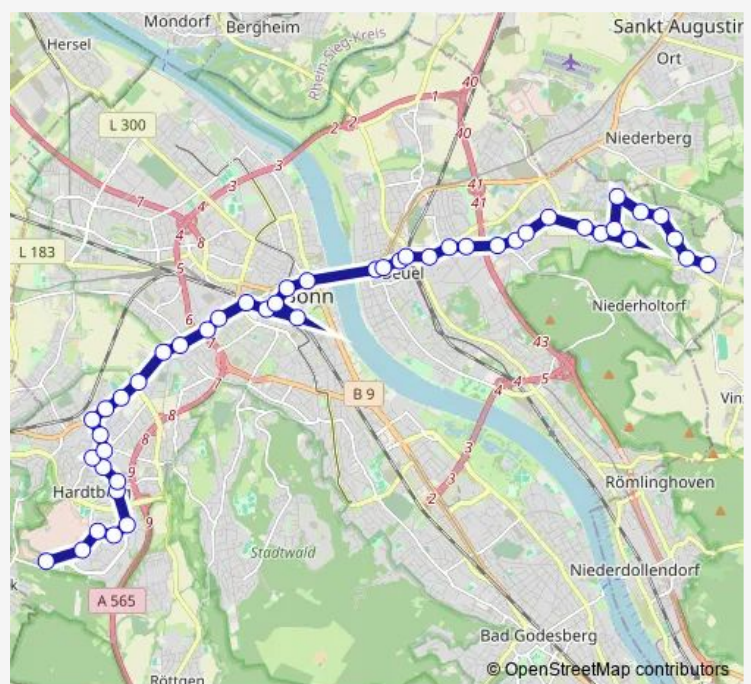 Mondorf
Bergheim
Sankt Augustin
Hersel
Rhein-Sieg-Kreis
Ort
40
1
2
2
L 300
40
Niederberg
3
7
3
41
4
41
4
8
L 183
5
Beuel
Bonn
Niederholtorf
6
7
43
4
4
5
B 9
7
Vin
8
8
3
9
3
Römlinghoven
Hardtb
2
9
Stadtwald
k
Niederdollendorf
A 565
Bad Godesberg
© OpenStreetMap contributors
Röttgen